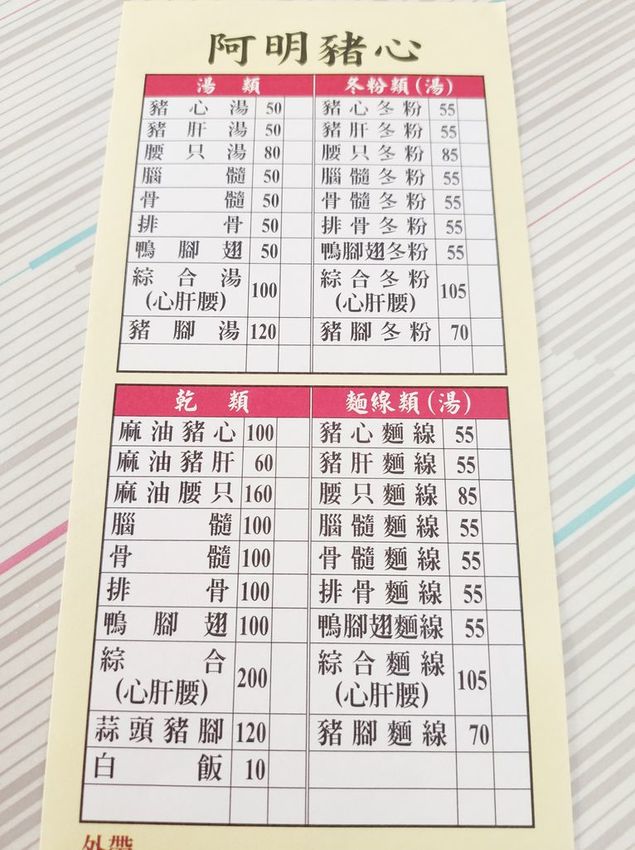 阿明豬心
湯類 冬粉類(湯)
豬心湯 50 豬心冬粉 55
豬肝湯 50 豬肝冬粉 55
腰只湯 80 腰只冬粉 85
腦髓 50 腦髓冬粉 55
骨髓 50 骨髓冬粉 55
排骨 50 排骨冬粉 55
鴨腳翅 50 鴨腳翅冬粉 55
綜合湯 (心肝腰) 100 綜合冬粉 (心肝腰) 105
豬腳湯 120 豬腳冬粉 70
乾類 麵線類(湯)
麻油豬心 100 豬心麵線 55
麻油豬肝 60 豬肝麵線 55
麻油腰只 160 腰只麵線 85
腦髓 100 腦髓麵線 55
骨髓 100 骨髓麵線 55
排骨 100 排骨麵線 55
鴨腳翅 100 鴨腳翅麵線 55
綜合 (心肝腰) 200 綜合麵線 (心肝腰) 105
蒜頭豬腳 120 豬腳麵線 70
白飯 10
外帶